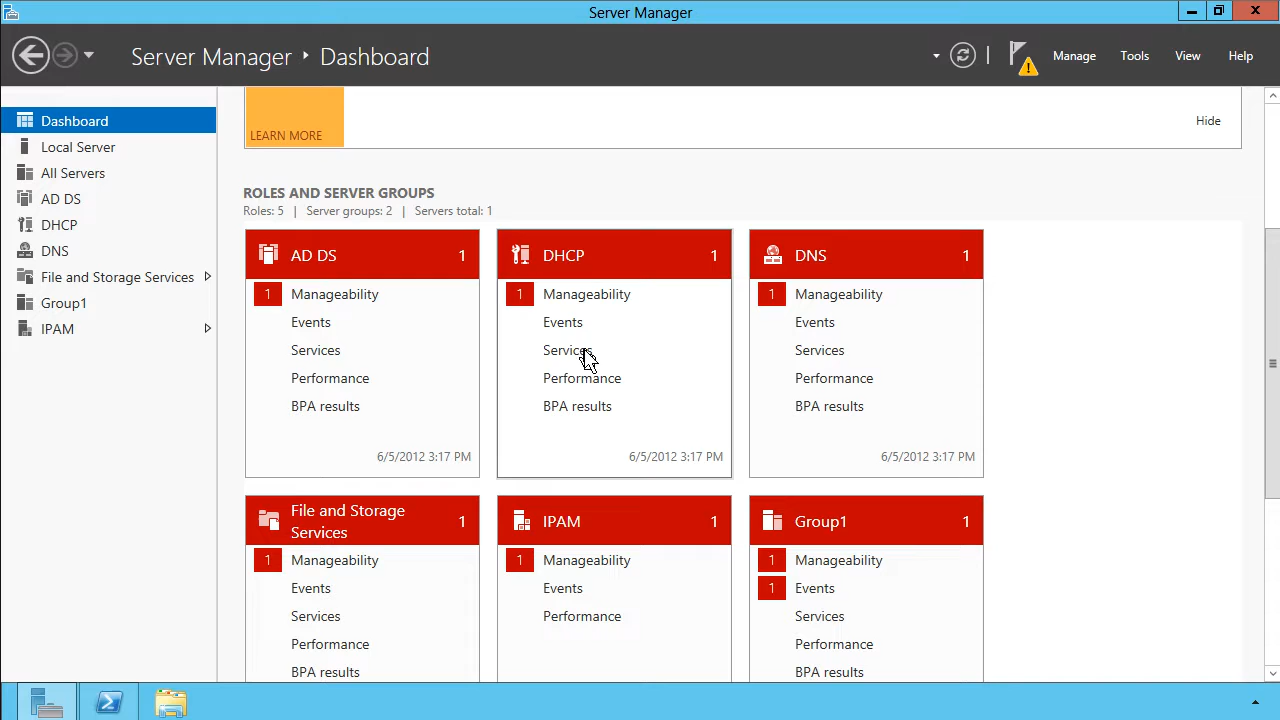 Server Manager
Server Manager ‣ Dashboard
Manage Tools View Help
Dashboard
Local Server
All Servers
AD DS
DHCP
DNS
File and Storage Services
Group1
IPAM
LEARN MORE
Hide
ROLES AND SERVER GROUPS
Roles: 5 | Server groups: 2 | Servers total: 1
AD DS 1
1 Manageability
Events
Services
Performance
BPA results
6/5/2012 3:17 PM
DHCP 1
1 Manageability
Events
Services
Performance
BPA results
6/5/2012 3:17 PM
DNS 1
1 Manageability
Events
Services
Performance
BPA results
6/5/2012 3:17 PM
File and Storage
Services 1
1 Manageability
Events
Services
Performance
BPA results
IPAM 1
1 Manageability
Events
Performance
Group1 1
1 Manageability
1 Events
Services
Performance
BPA results